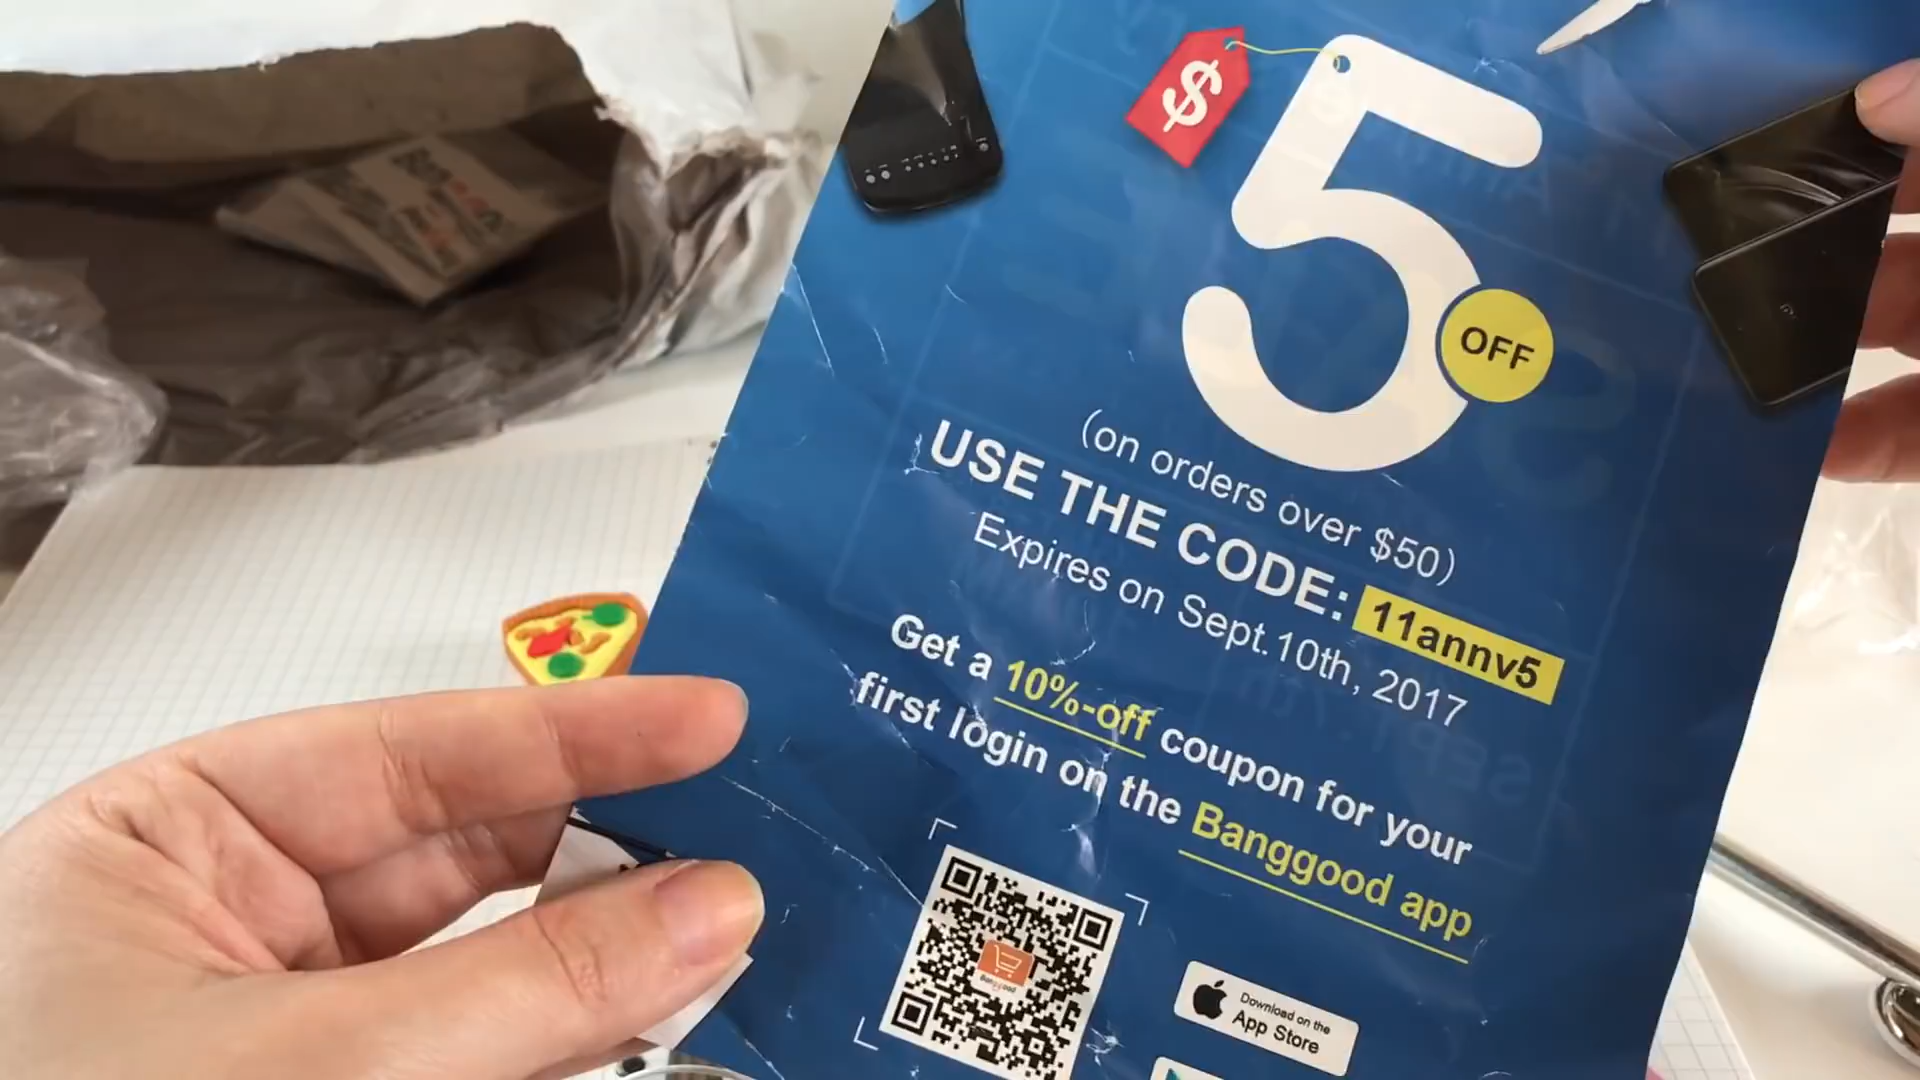 $
5
OFF
(on orders over $50)
USE THE CODE: 11annv5
Expires on Sept.10th, 2017
Get a 10%-off coupon for your
first login on the Banggood app
Download on the
App Store